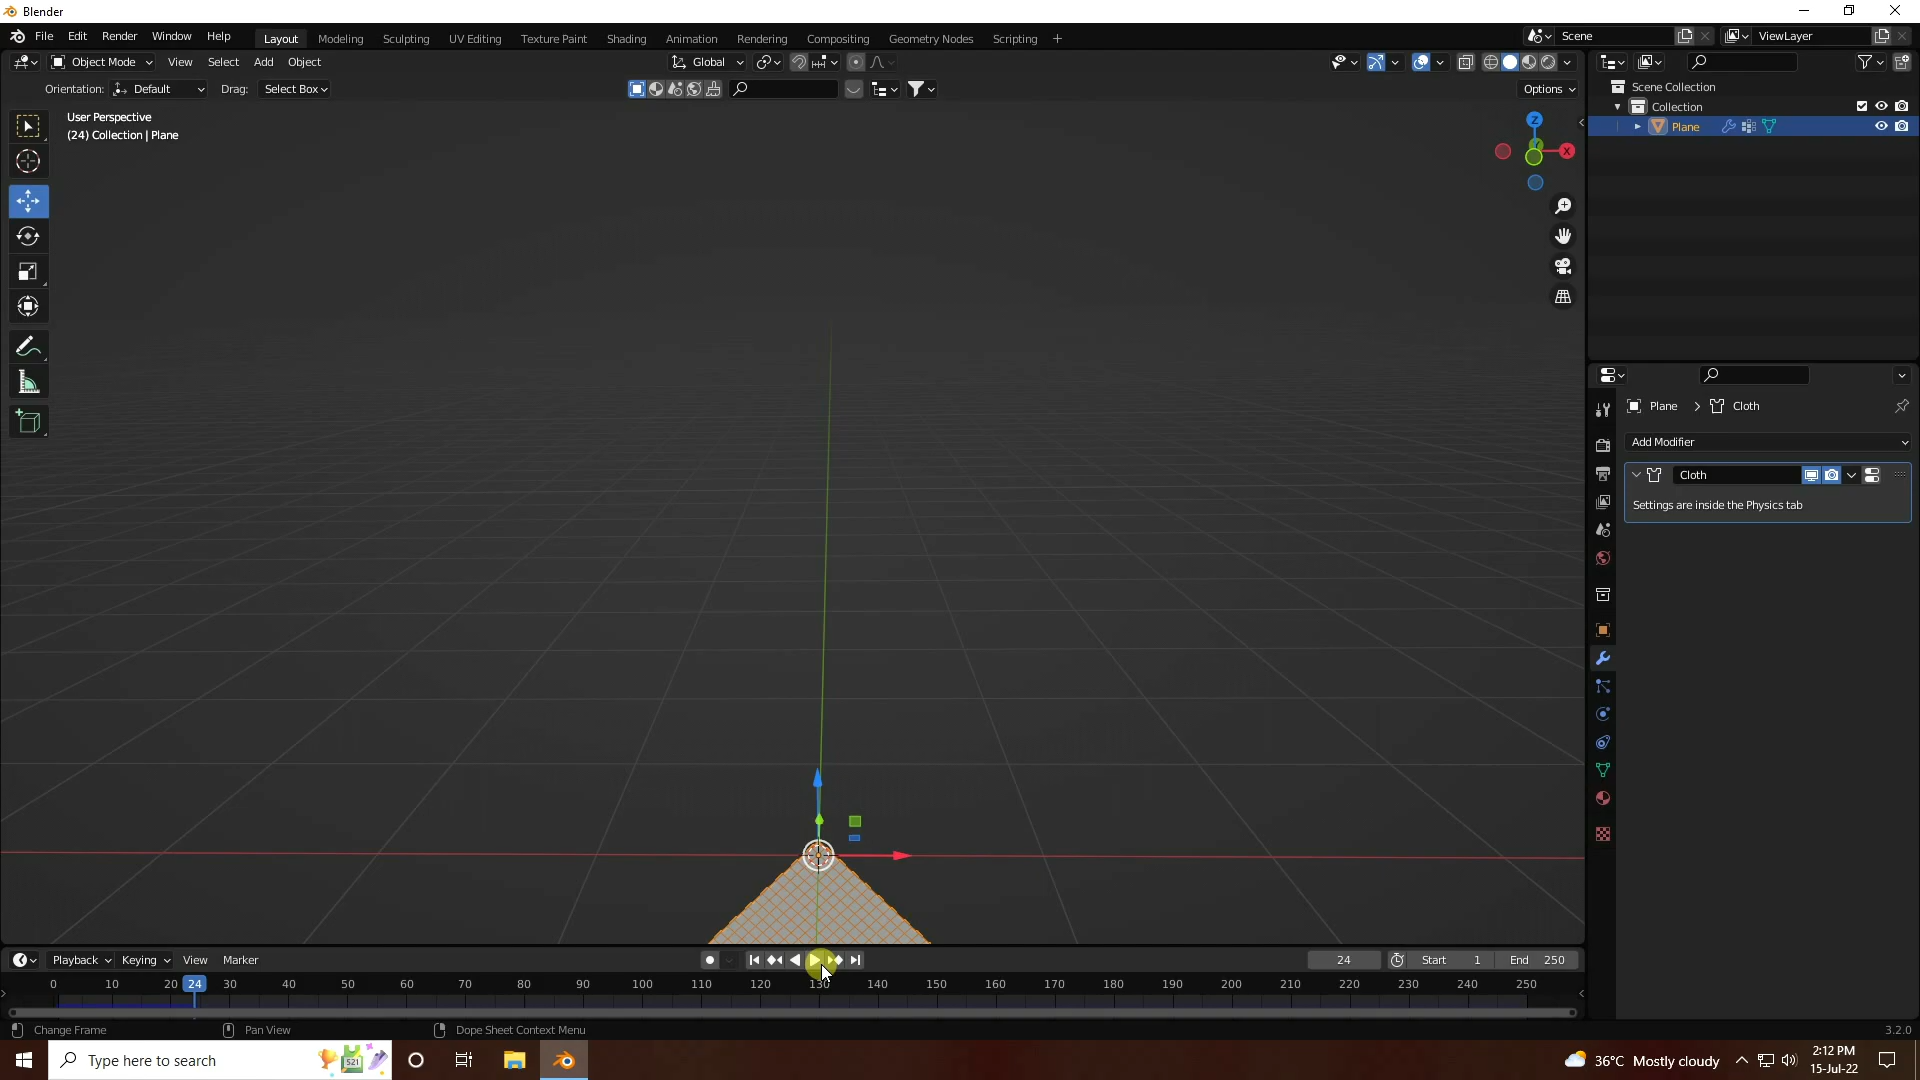 Blender
File Edit Render Window Help Layout Modeling Sculpting UV Editing Texture Paint Shading Animation Rendering Compositing Geometry Nodes Scripting + Scene ViewLayer
Object Mode View Select Add Object Global
Orientation: Default Drag: Select Box Options
User Perspective
(24) Collection | Plane
Z
X
Scene Collection
Collection
Plane
Plane > Cloth
Add Modifier
Cloth
Settings are inside the Physics tab
Playback Keying View Marker 24 Start 1 End 250
0 10 20 24 30 40 50 60 70 80 90 100 110 120 130 140 150 160 170 180 190 200 210 220 230 240 250
Change Frame Pan View Dope Sheet Context Menu 3.2.0
Type here to search 36°C Mostly cloudy 2:12 PM
15-Jul-22